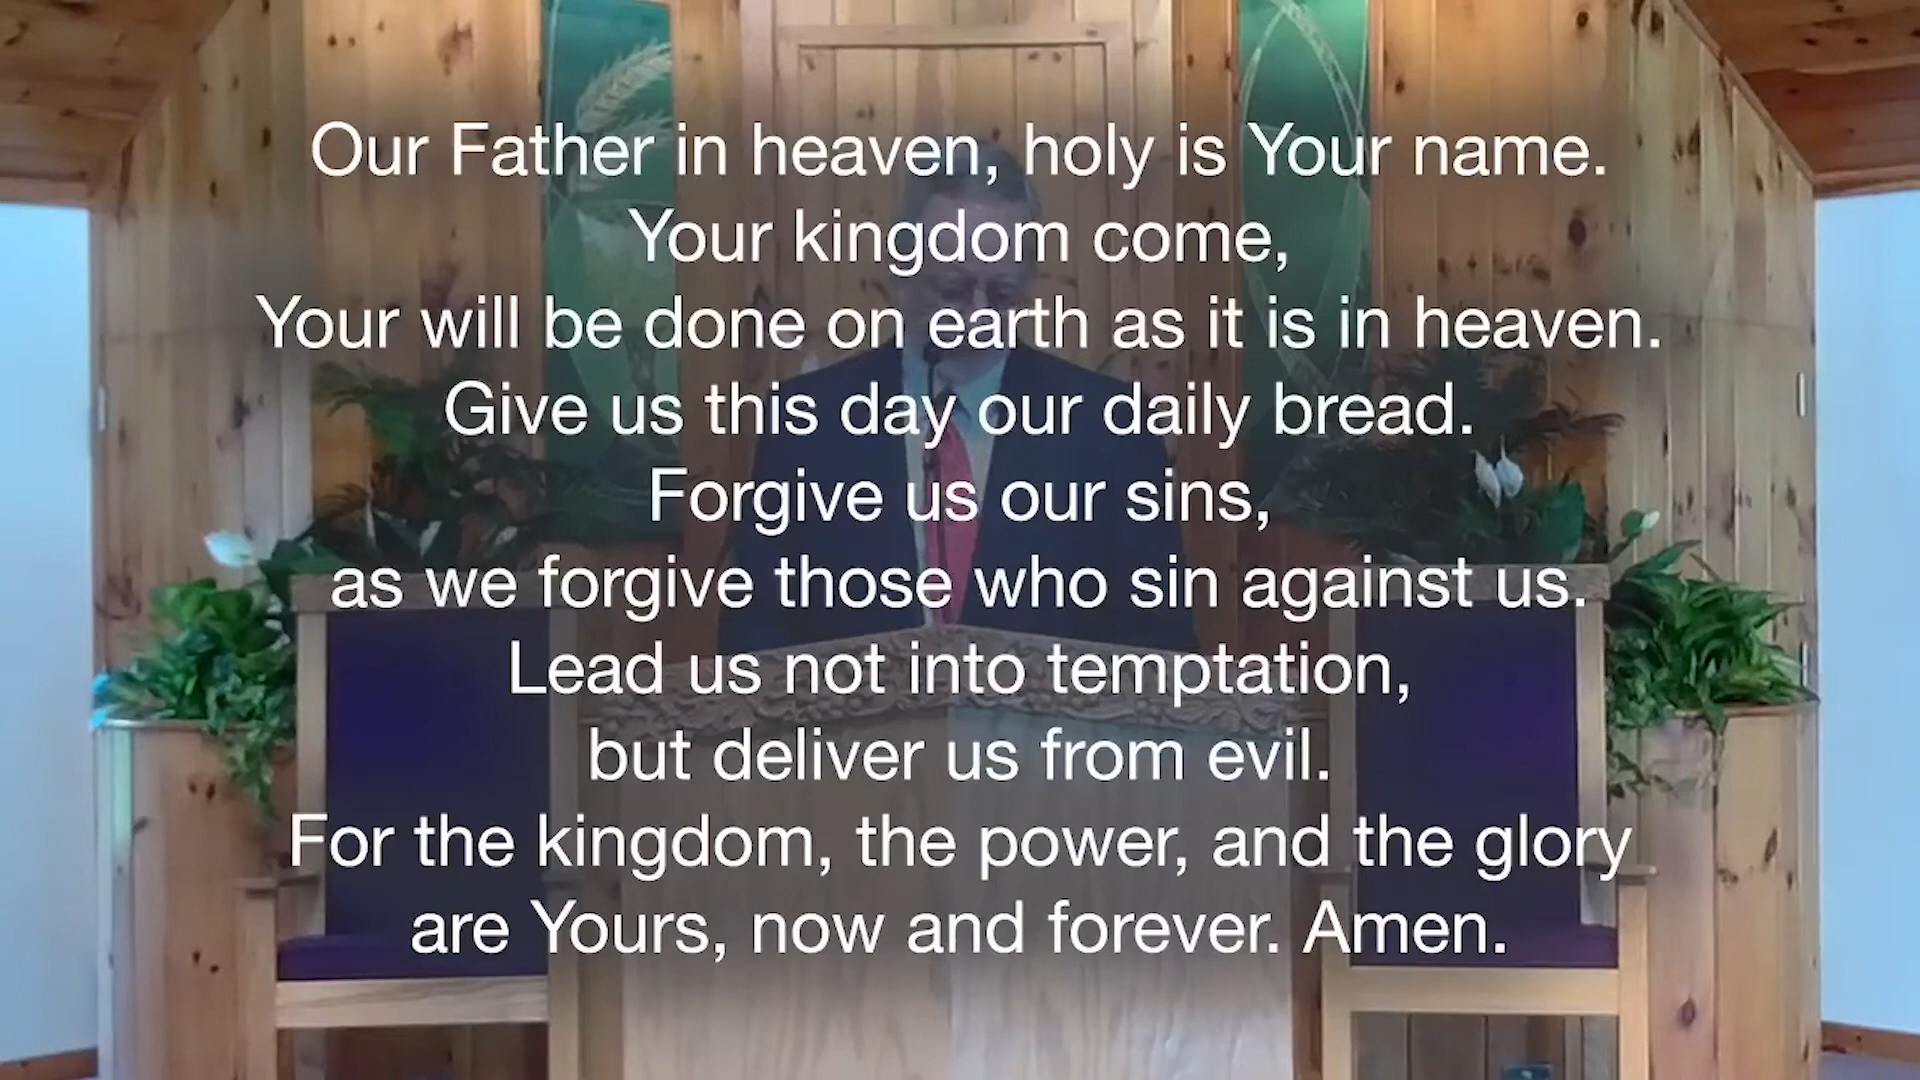 Our Father in heaven, holy is Your name.
Your kingdom come,
Your will be done on earth as it is in heaven.
Give us this day our daily bread.
Forgive us our sins,
as we forgive those who sin against us.
Lead us not into temptation,
but deliver us from evil.
For the kingdom, the power, and the glory
are Yours, now and forever. Amen.